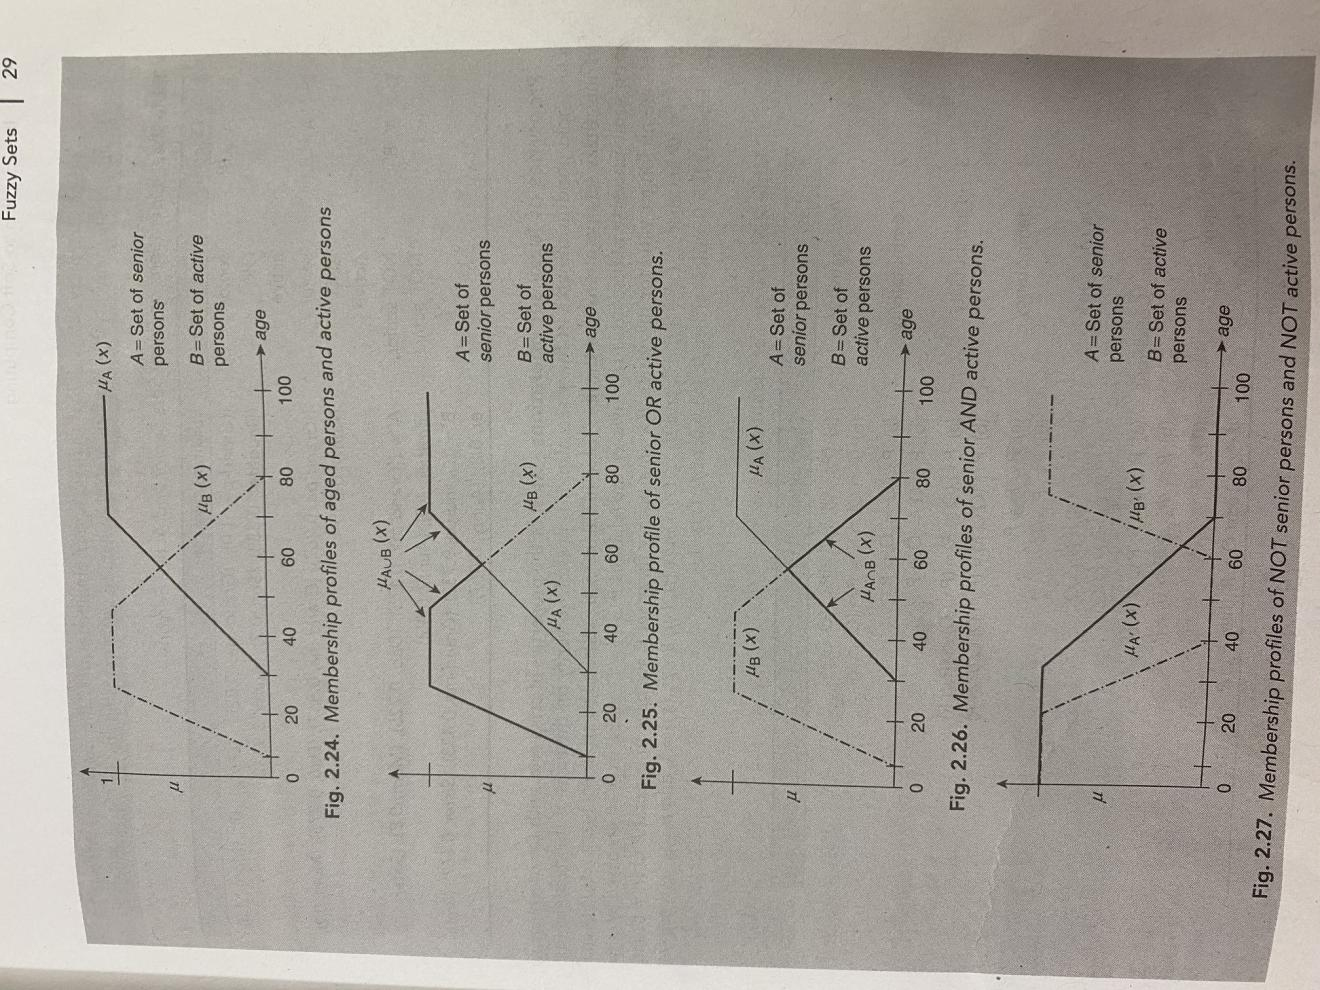 Fuzzy Sets | 29
1
μ
μA (x)
μB (x)
A = Set of senior
persons
B = Set of active
persons
0 20 40 60 80 100
age
Fig. 2.24. Membership profiles of aged persons and active persons
μ
μA∪B (x)
μA (x)
μB (x)
A = Set of
senior persons
B = Set of
active persons
0 20 40 60 80 100
age
Fig. 2.25. Membership profile of senior OR active persons.
μ
μB (x)
μA (x)
μA∩B (x)
A = Set of
senior persons
B = Set of
active persons
0 20 40 60 80 100
age
Fig. 2.26. Membership profiles of senior AND active persons.
μ
μA′ (x)
μB′ (x)
A = Set of senior
persons
B = Set of active
persons
0 20 40 60 80 100
age
Fig. 2.27. Membership profiles of NOT senior persons and NOT active persons.